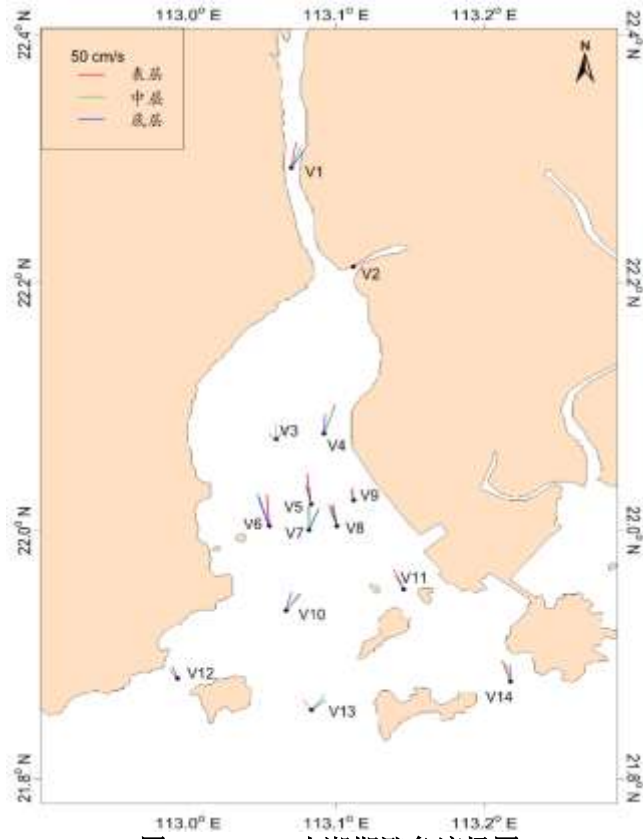 113.0° E 113.1° E 113.2° E
22.4° N 22.4° N
50 cm/s
表层
中层
底层
N
V1
V2
22.2° N 22.2° N
V3
V4
V9
V5
V6
V7
V8
22.0° N 22.0° N
V11
V10
V12
V14
V13
21.8° N 21.8° N
113.0° E 113.1° E 113.2° E